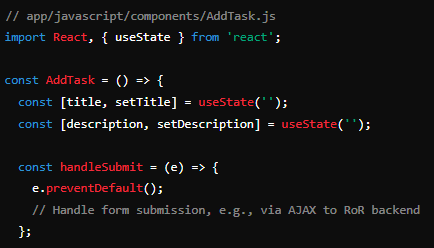 // app/javascript/components/AddTask.js
import React, { useState } from 'react';

const AddTask = () => {
  const [title, setTitle] = useState('');
  const [description, setDescription] = useState('');

  const handleSubmit = (e) => {
    e.preventDefault();
    // Handle form submission, e.g., via AJAX to RoR backend
  };